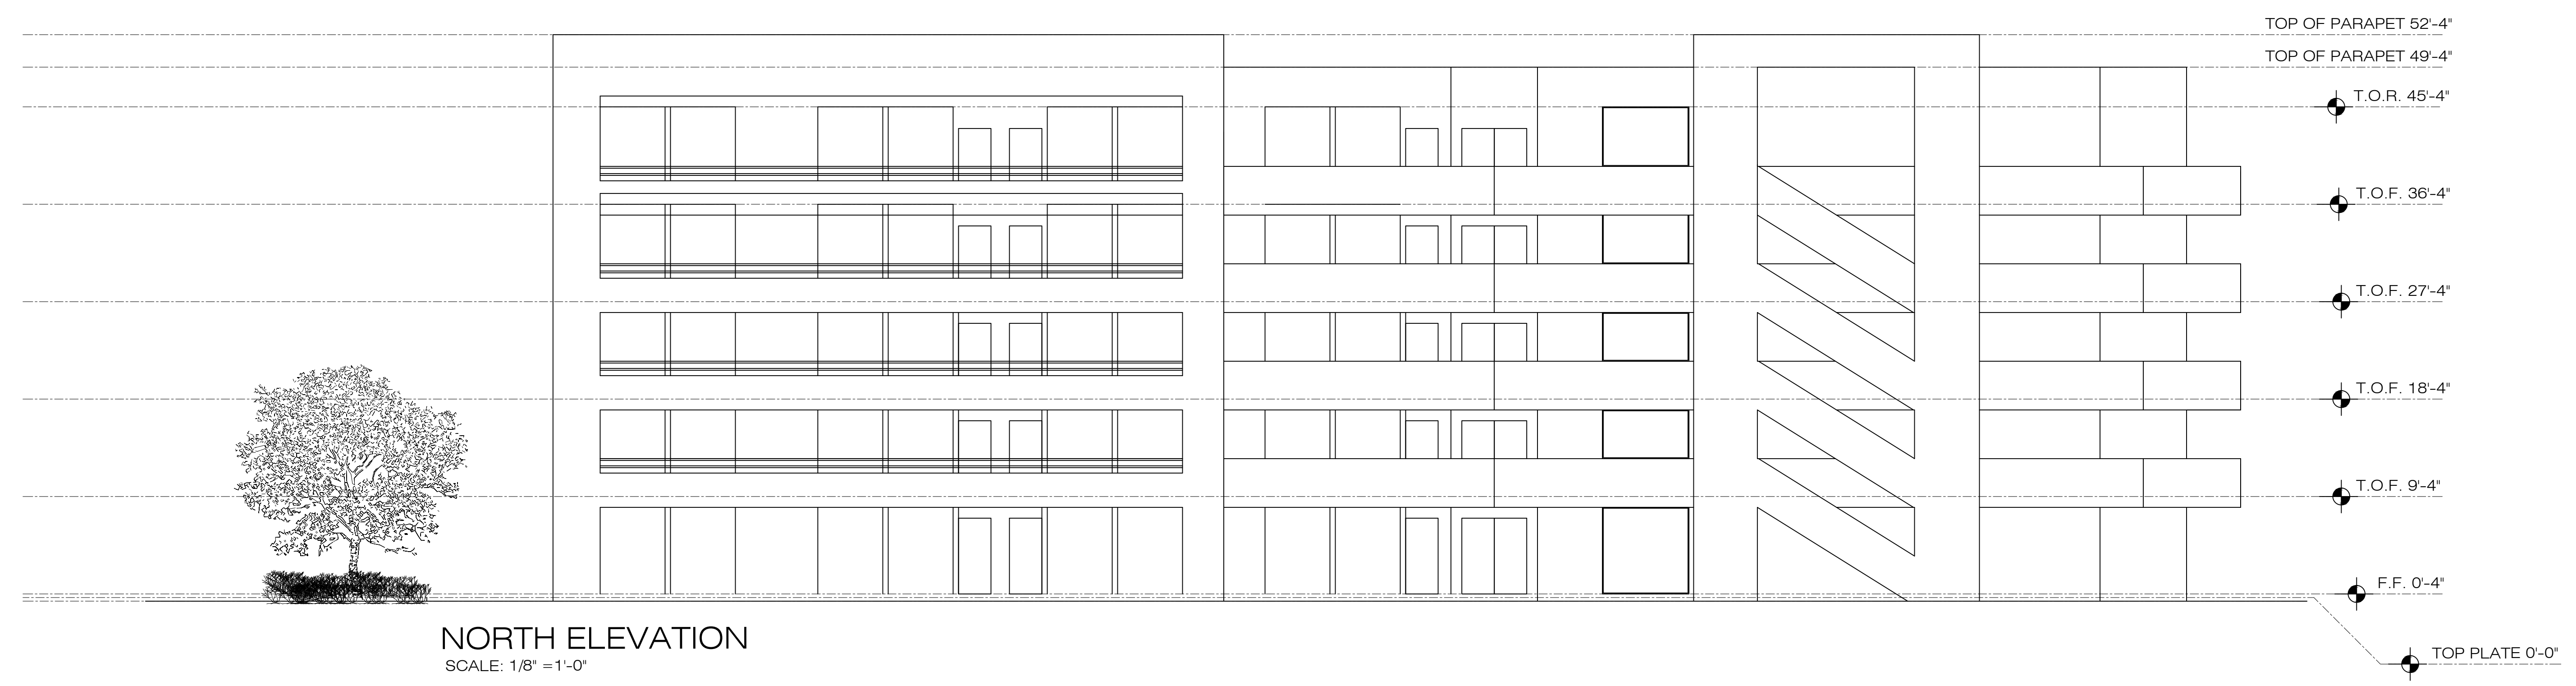 TOP OF PARAPET 52'-4"
TOP OF PARAPET 49'-4"
T.O.R. 45'-4"
T.O.F. 36'-4"
T.O.F. 27'-4"
T.O.F. 18'-4"
T.O.F. 9'-4"
F.F. 0'-4"
NORTH ELEVATION
TOP PLATE 0'-0"
SCALE: 1/8" =1'-0"